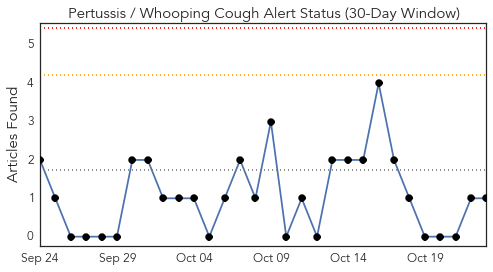 Pertussis / Whooping Cough Alert Status (30-Day Window)
Articles Found
5
4
3
2
1
0
Sep 24 Sep 29 Oct 04 Oct 09 Oct 14 Oct 19